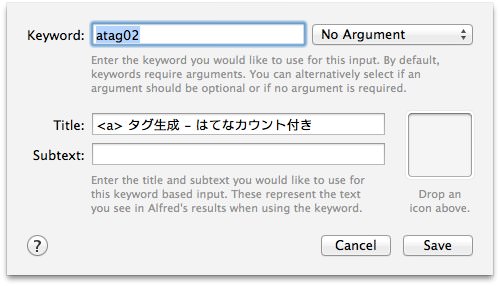 Keyword: atag02 No Argument
Enter the keyword you would like to use for this input. By default,
keywords require arguments. You can alternatively select if an
argument should be optional or if no argument is required.
Title: <a> タグ生成 – はてなカウント付き
Subtext:
Enter the title and subtext you would like to use for
this keyword based input. These represent the text
you see in Alfred's results when using the keyword.
Drop an
icon above.
? Cancel Save